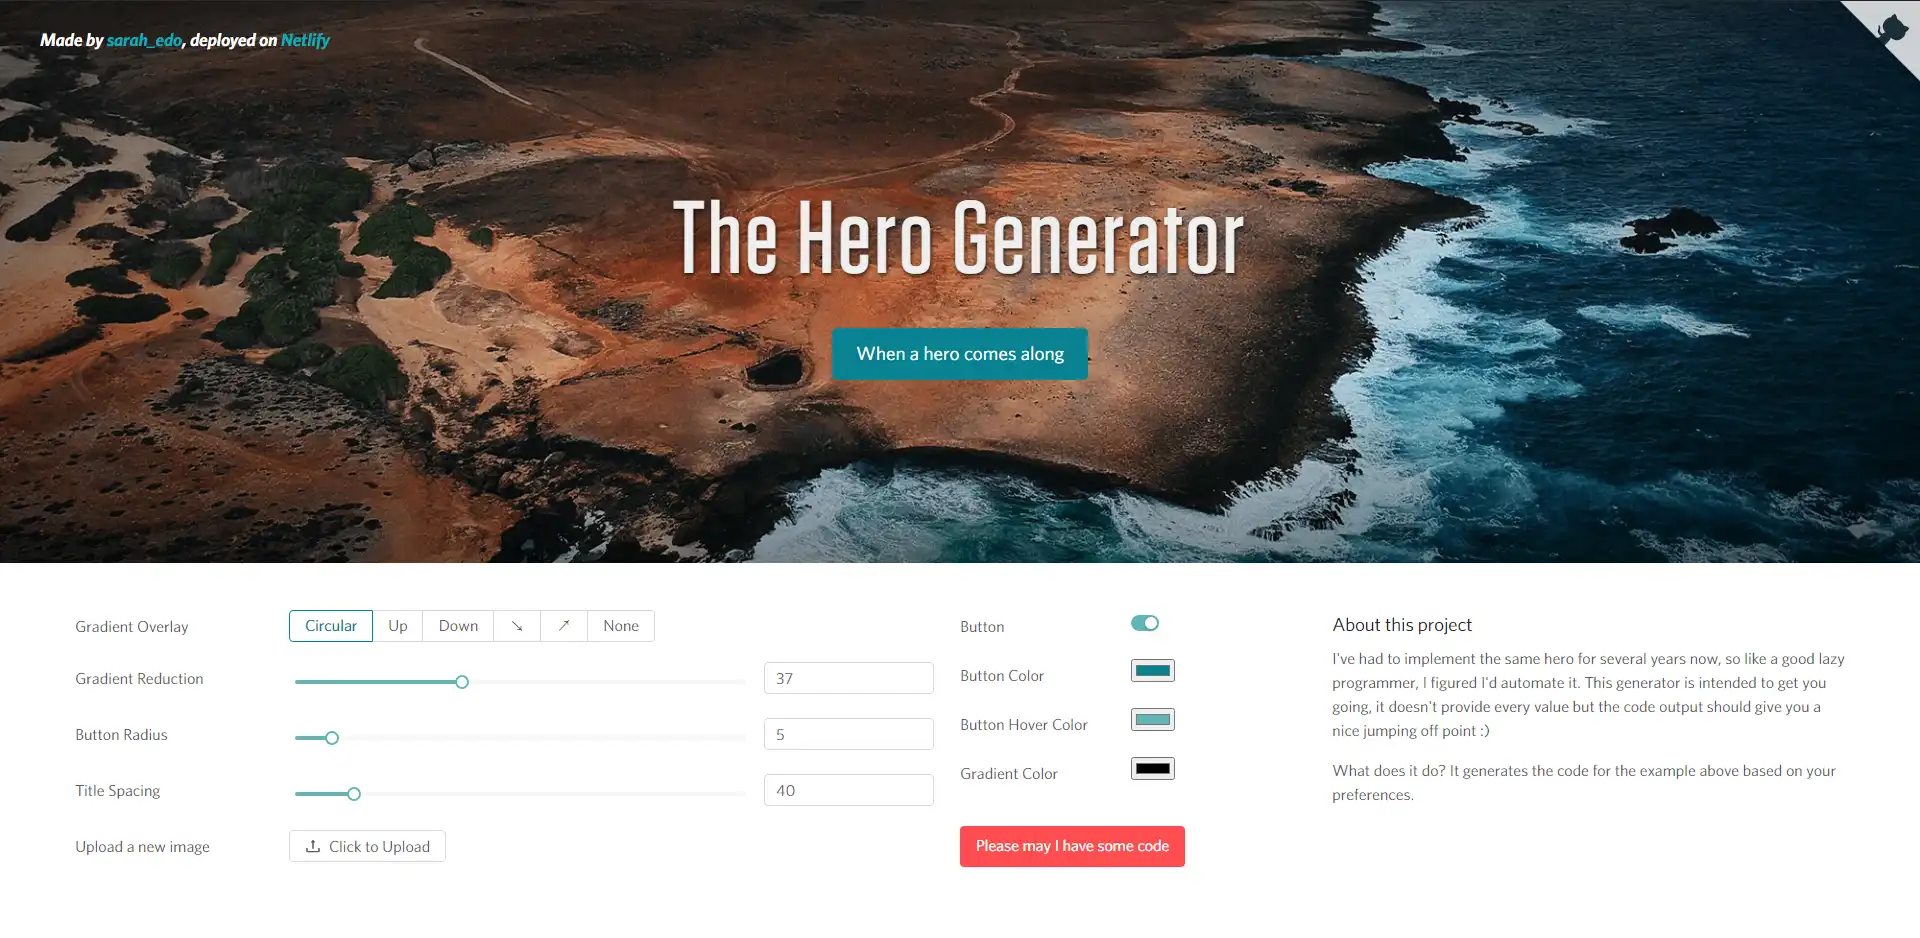 Made by sarah_edo, deployed on Netlify
The Hero Generator
When a hero comes along
Gradient Overlay
Circular Up Down ↘ ↗ None
Gradient Reduction
37
Button Radius
5
Title Spacing
40
Upload a new image
Click to Upload
Button
Button Color
Button Hover Color
Gradient Color
Please may I have some code
About this project
I've had to implement the same hero for several years now, so like a good lazy
programmer, I figured I'd automate it. This generator is intended to get you
going, it doesn't provide every value but the code output should give you a
nice jumping off point :)
What does it do? It generates the code for the example above based on your
preferences.